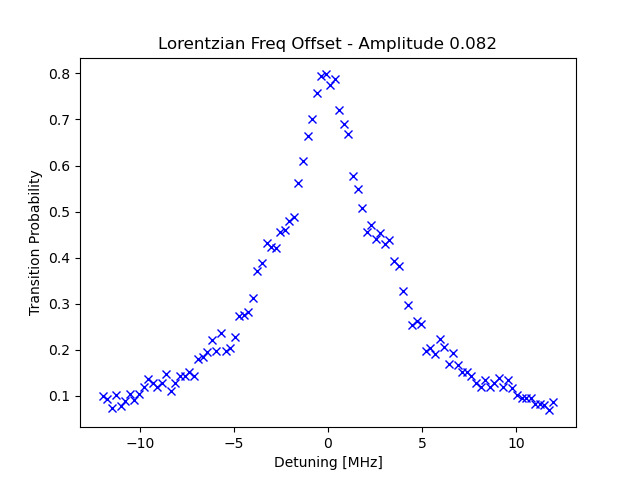 Lorentzian Freq Offset - Amplitude 0.082
Transition Probability
0.8
0.7
0.6
0.5
0.4
0.3
0.2
0.1
−10 −5 0 5 10
Detuning [MHz]